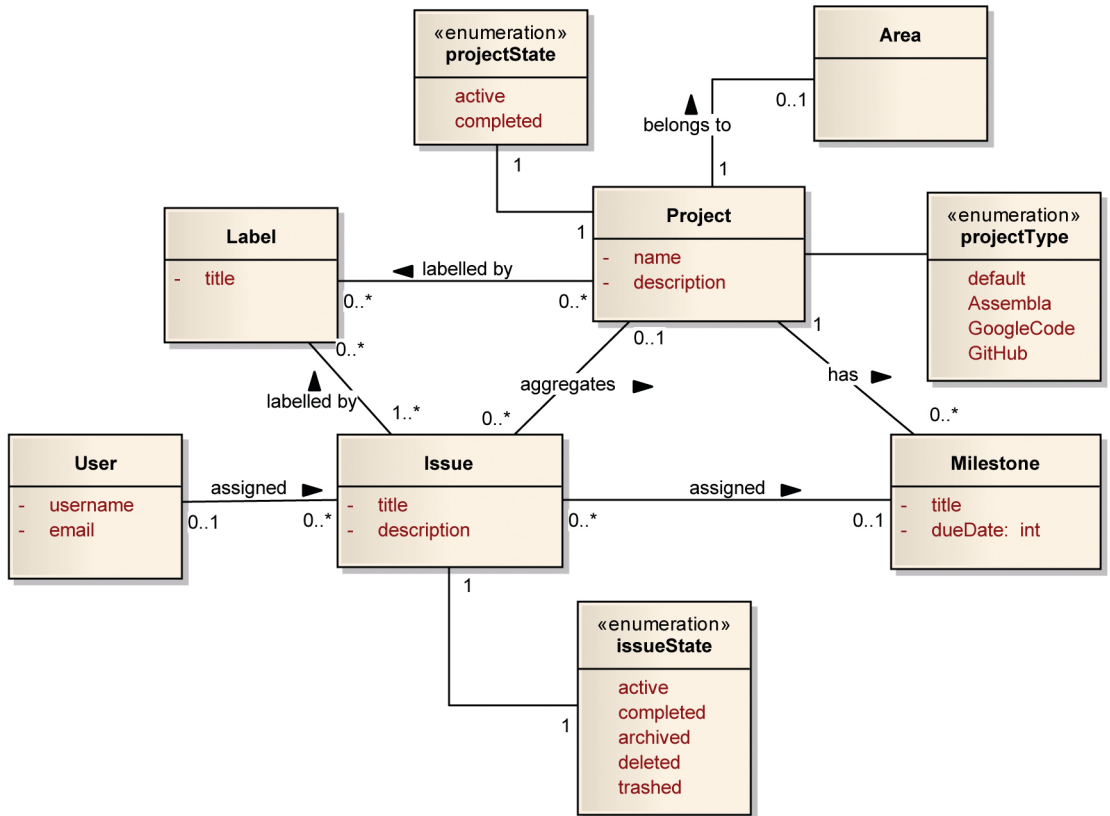 «enumeration»
projectState
active
completed
Area
0..1
belongs to
1
1
1
Project
- name
- description
«enumeration»
projectType
default
Assembla
GoogleCode
GitHub
Label
- title
labelled by
0..*
0..*
0..1
1
0..*
aggregates
has
labelled by
1..*
0..*
0..*
User
- username
- email
assigned
0..1
0..*
Issue
- title
- description
assigned
0..*
0..1
Milestone
- title
- dueDate: int
1
«enumeration»
issueState
active
completed
archived
deleted
trashed
1